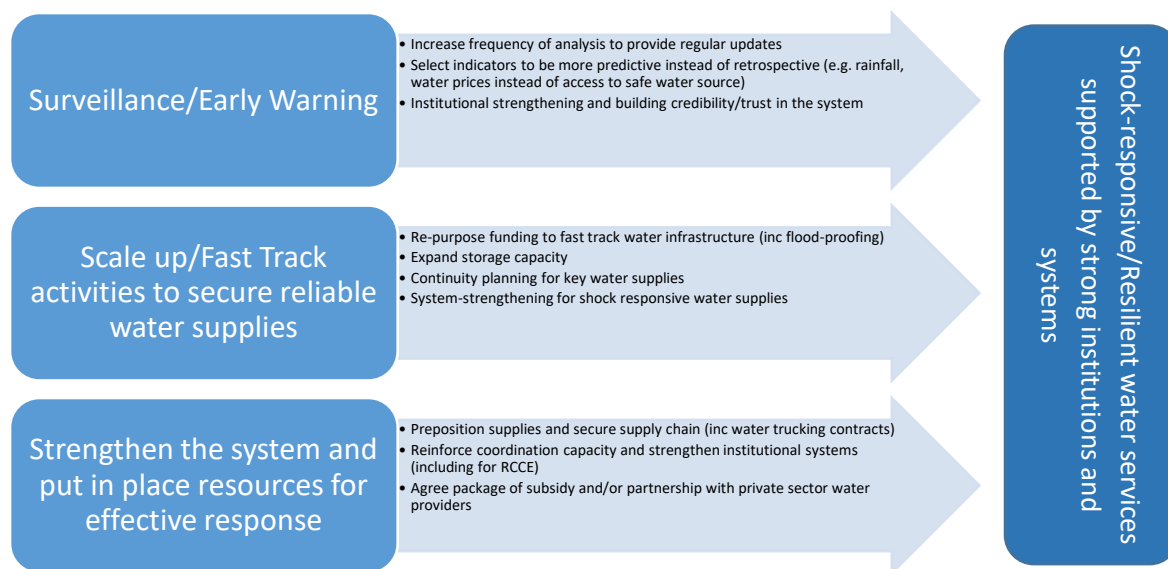 Surveillance/Early Warning
• Increase frequency of analysis to provide regular updates
• Select indicators to be more predictive instead of retrospective (e.g. rainfall,
water prices instead of access to safe water source)
• Institutional strengthening and building credibility/trust in the system
Scale up/Fast Track
activities to secure reliable
water supplies
• Re-purpose funding to fast track water infrastructure (inc flood-proofing)
• Expand storage capacity
• Continuity planning for key water supplies
• System-strengthening for shock responsive water supplies
Strengthen the system and
put in place resources for
effective response
• Preposition supplies and secure supply chain (inc water trucking contracts)
• Reinforce coordination capacity and strengthen institutional systems
(including for RCCE)
• Agree package of subsidy and/or partnership with private sector water
providers
Shock-responsive/Resilient water services
supported by strong institutions and
systems